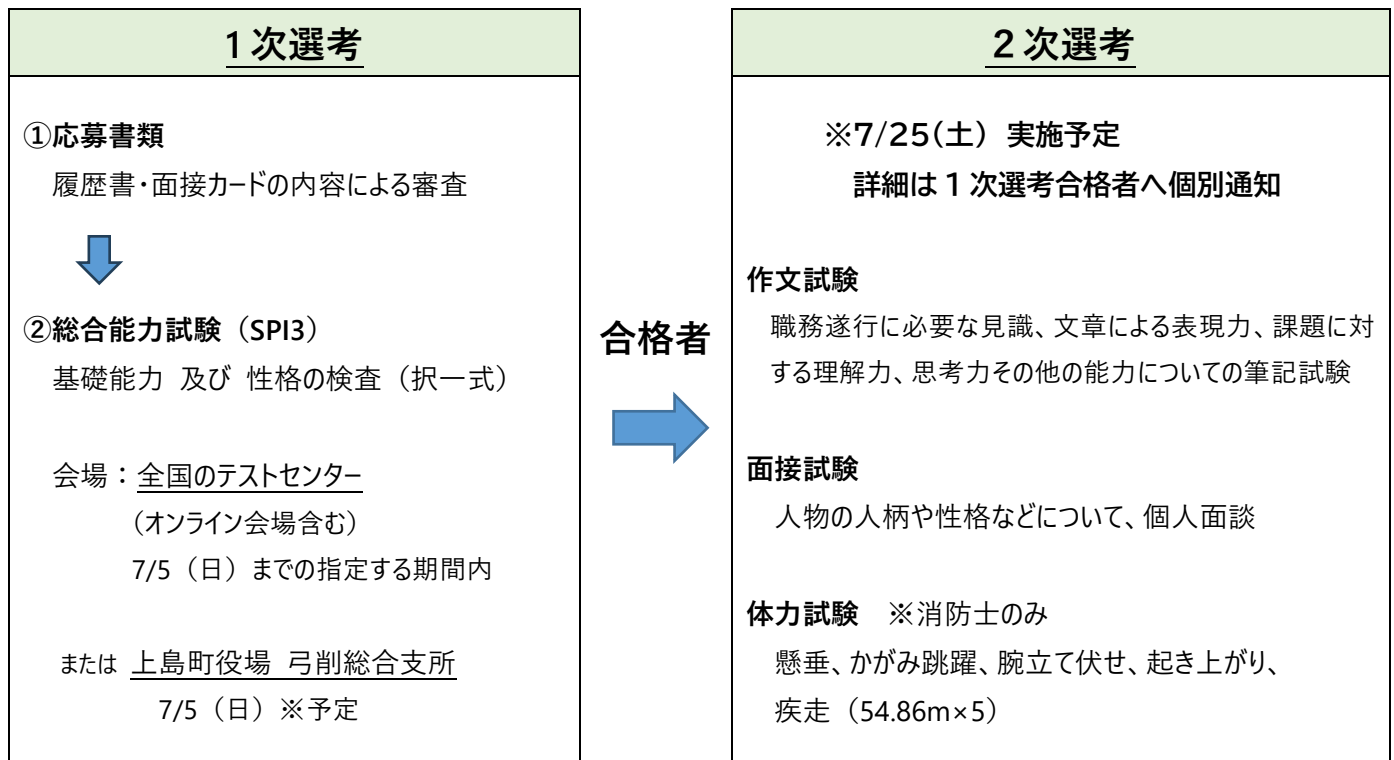 1次選考
①応募書類
履歴書・面接カードの内容による審査
②総合能力試験（SPI3）
基礎能力 及び 性格の検査（択一式）
会場：全国のテストセンター
（オンライン会場含む）
7/5（日）までの指定する期間内
または 上島町役場 弓削総合支所
7/5（日）※予定
合格者
2次選考
※7/25(土) 実施予定
詳細は1次選考合格者へ個別通知
作文試験
職務遂行に必要な見識、文章による表現力、課題に対
する理解力、思考力その他の能力についての筆記試験
面接試験
人物の人柄や性格などについて、個人面談
体力試験 ※消防士のみ
懸垂、かがみ跳躍、腕立て伏せ、起き上がり、
疾走（54.86m×5）